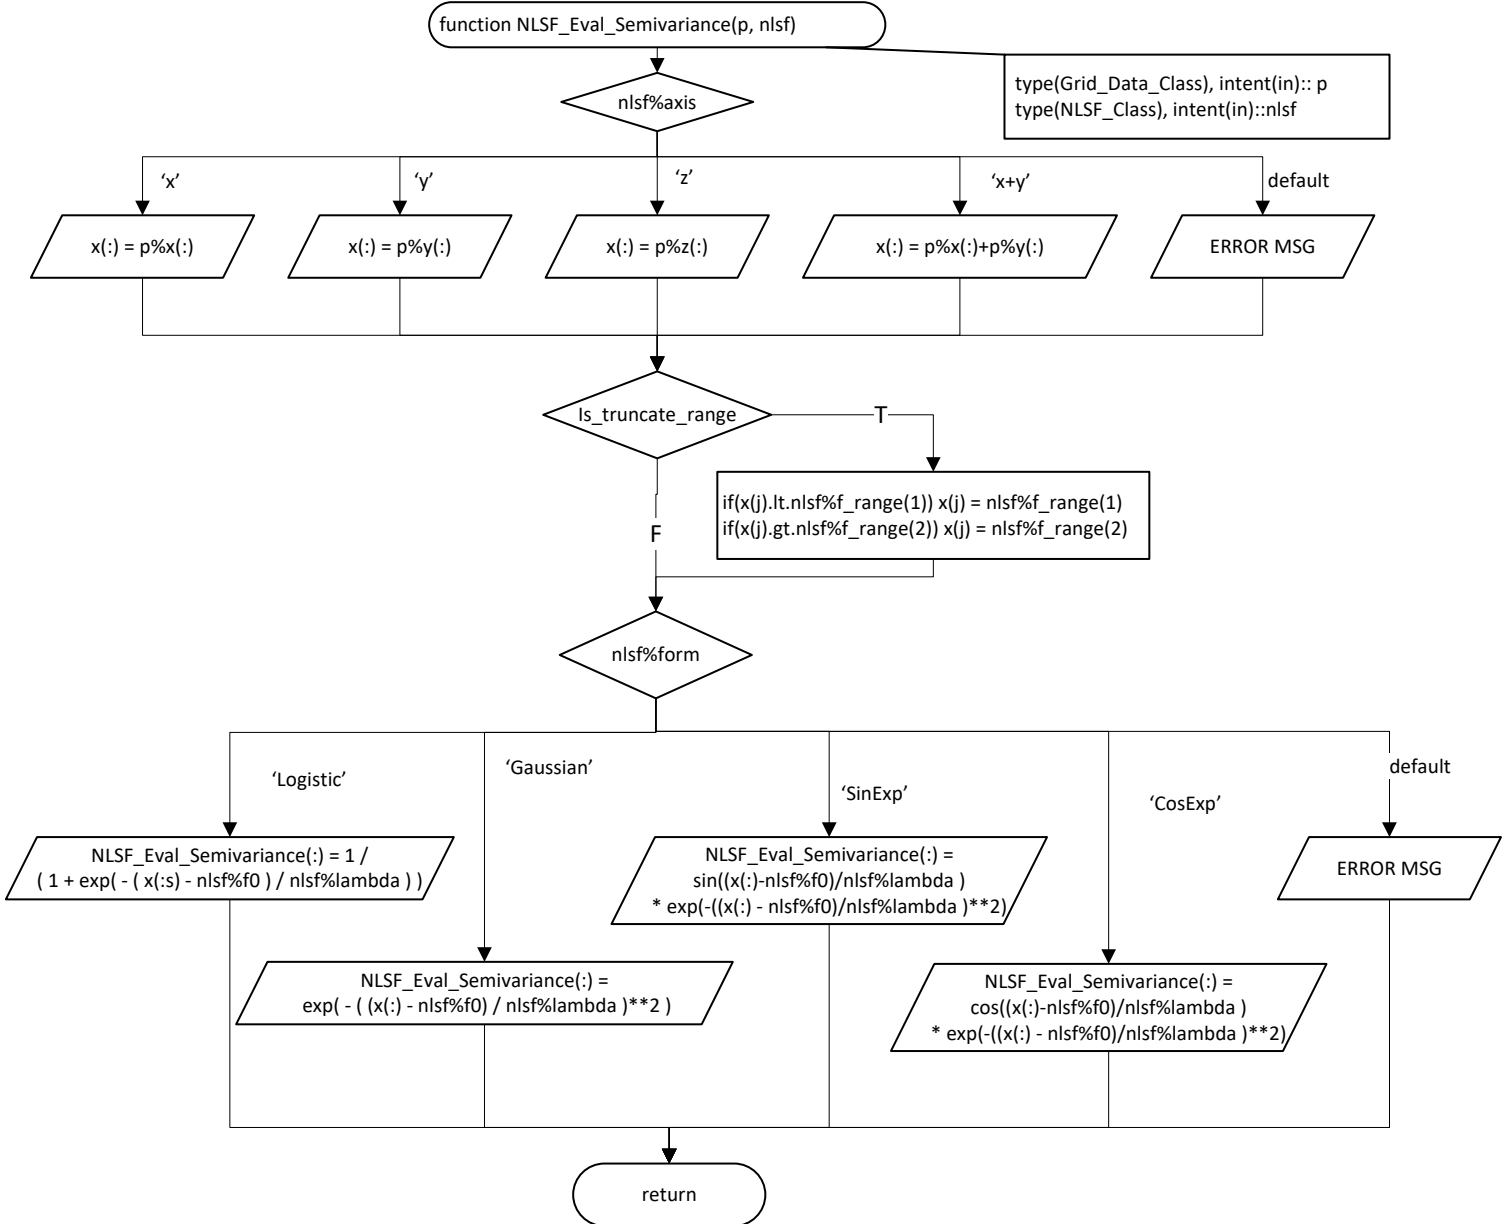 function NLSF_Eval_Semivariance(p, nlsf)
type(Grid_Data_Class), intent(in):: p
type(NLSF_Class), intent(in)::nlsf
nlsf%axis
‘x’
‘y’
‘z’
‘x+y’
default
x(:) = p%x(:)
x(:) = p%y(:)
x(:) = p%z(:)
x(:) = p%x(:)+p%y(:)
ERROR MSG
Is_truncate_range
T
if(x(j).lt.nlsf%f_range(1)) x(j) = nlsf%f_range(1)
if(x(j).gt.nlsf%f_range(2)) x(j) = nlsf%f_range(2)
F
nlsf%form
‘Logistic’
‘Gaussian’
‘SinExp’
‘CosExp’
default
NLSF_Eval_Semivariance(:) = 1 /
( 1 + exp( - ( x(:s) - nlsf%f0 ) / nlsf%lambda ) )
NLSF_Eval_Semivariance(:) =
sin((x(:)-nlsf%f0)/nlsf%lambda )
* exp(-((x(:) - nlsf%f0)/nlsf%lambda )**2)
ERROR MSG
NLSF_Eval_Semivariance(:) =
exp( - ( (x(:) - nlsf%f0) / nlsf%lambda )**2 )
NLSF_Eval_Semivariance(:) =
cos((x(:)-nlsf%f0)/nlsf%lambda )
* exp(-((x(:) - nlsf%f0)/nlsf%lambda )**2)
return